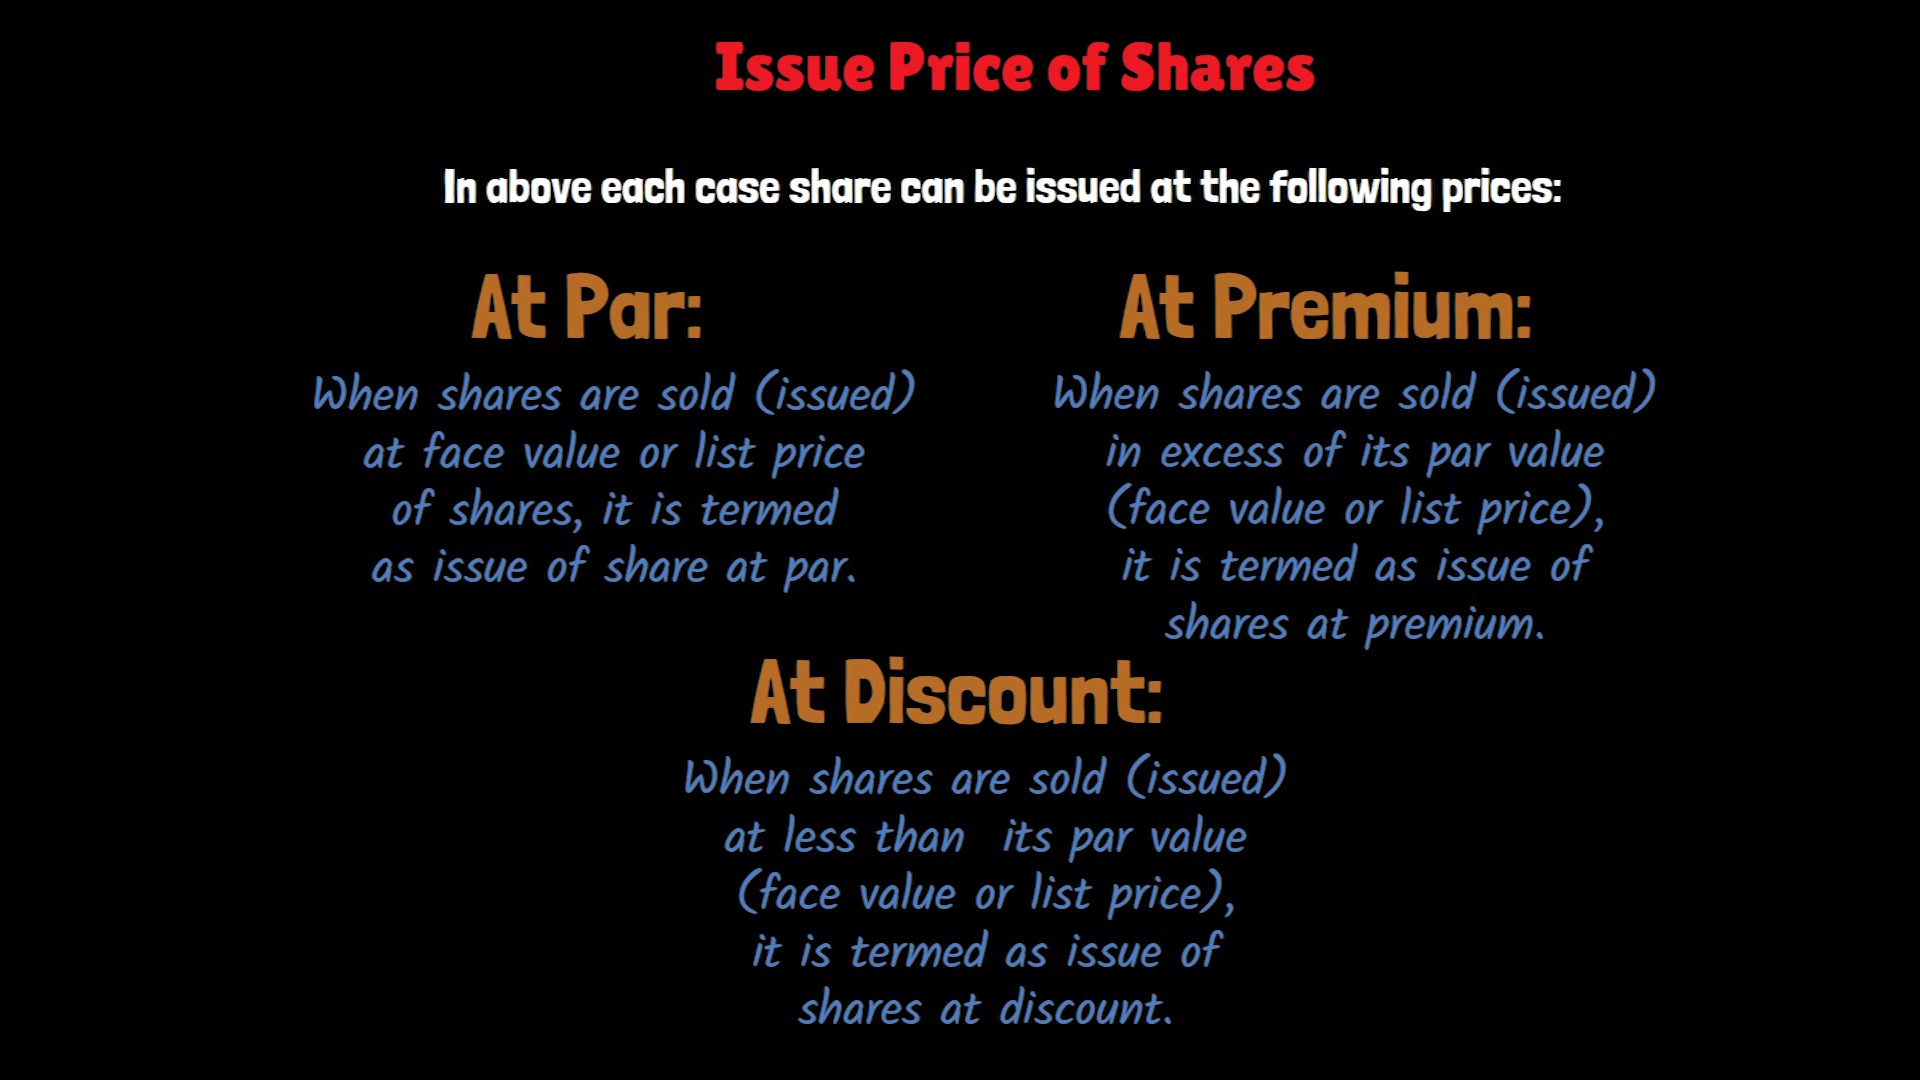 Issue Price of Shares
In above each case share can be issued at the following prices:
At Par:
When shares are sold (issued)
at face value or list price
of shares, it is termed
as issue of share at par.
At Premium:
When shares are sold (issued)
in excess of its par value
(face value or list price),
it is termed as issue of
shares at premium.
At Discount:
When shares are sold (issued)
at less than  its par value
(face value or list price),
it is termed as issue of
shares at discount.